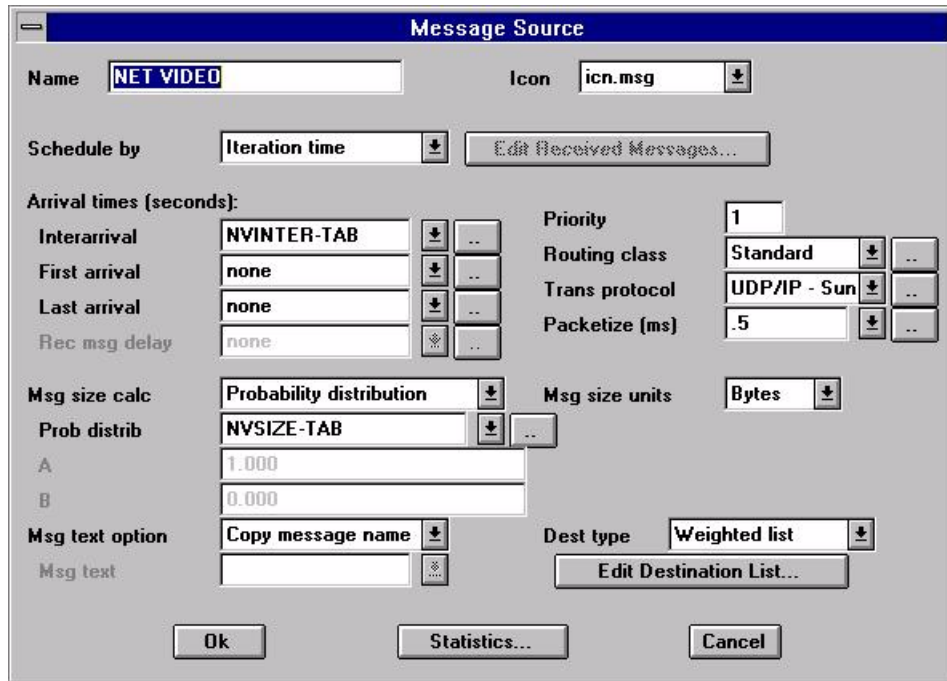 Message Source
Name NET VIDEO Icon icn.msg
Schedule by Iteration time Edit Received Messages...
Arrival times (seconds):
Priority 1
Interarrival NVINTER-TAB ..
Routing class Standard ..
First arrival none ..
Trans protocol UDP/IP - Sun ..
Last arrival none ..
Packetize (ms) .5 ..
Rec msg delay none ..
Msg size calc Probability distribution Msg size units Bytes
Prob distrib NVSIZE-TAB ..
A 1.000
B 0.000
Msg text option Copy message name Dest type Weighted list
Msg text Edit Destination List...
Ok Statistics... Cancel